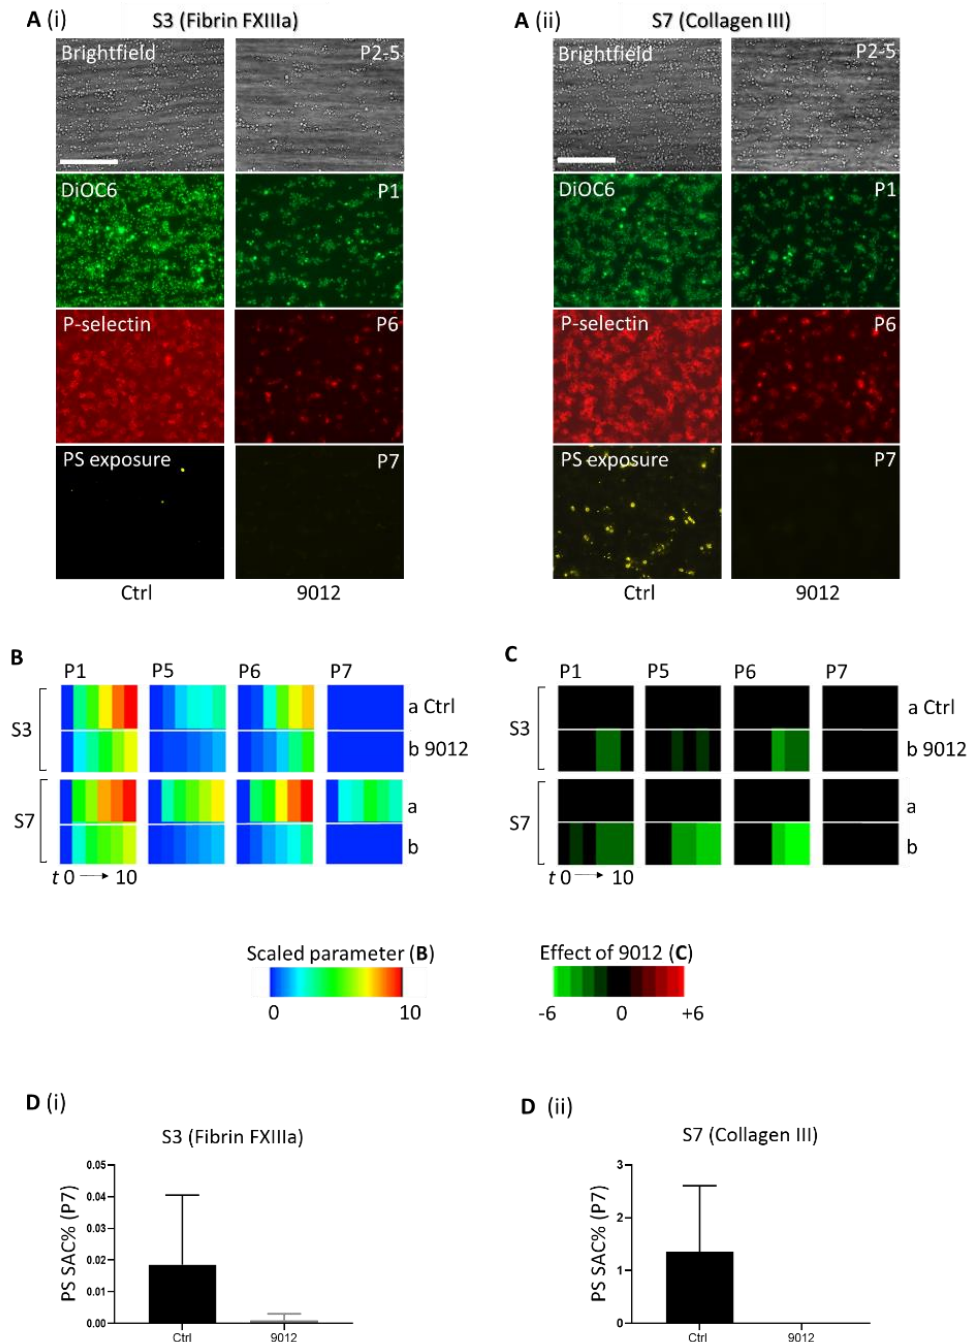 A (i)
S3 (Fibrin FXIIIa)
A (ii)
S7 (Collagen III)
Brightfield
P2-5
DiOC6
P1
P-selectin
P6
PS exposure
P7
Ctrl
9012
Brightfield
P2-5
DiOC6
P1
P-selectin
P6
PS exposure
P7
Ctrl
9012
B
P1 P5 P6 P7
S3
a Ctrl
b 9012
S7
a
b
t 0 → 10
C
P1 P5 P6 P7
S3
a Ctrl
b 9012
S7
a
b
t 0 → 10
Scaled parameter (B)
0 10
Effect of 9012 (C)
-6 0 +6
D (i)
S3 (Fibrin FXIIIa)
PS SAC% (P7)
0.05
0.04
0.03
0.02
0.01
0.00
Ctrl 9012
D (ii)
S7 (Collagen III)
PS SAC% (P7)
3
2
1
0
Ctrl 9012